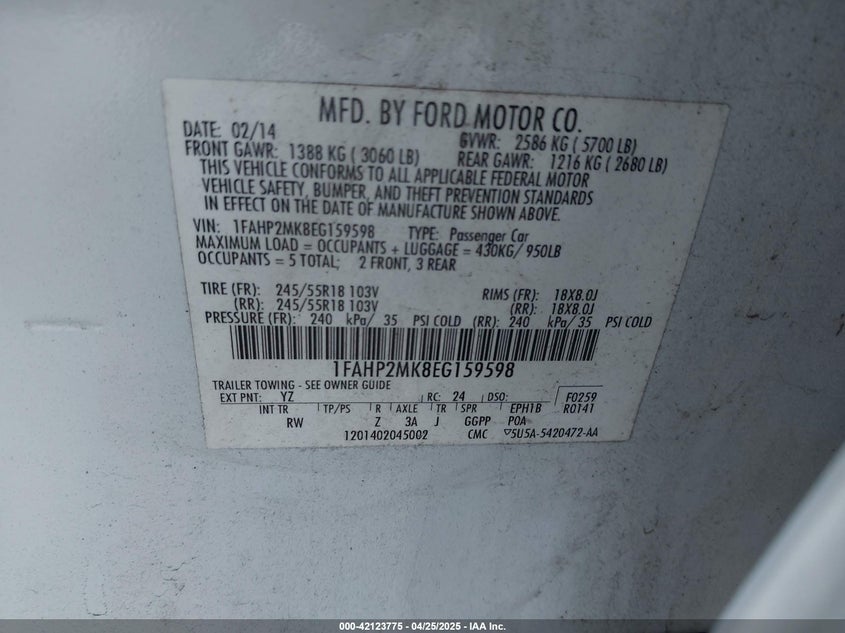 MFD. BY FORD MOTOR CO.
DATE: 02/14 GVWR: 2586 KG ( 5700 LB)
FRONT GAWR: 1388 KG ( 3060 LB) REAR GAWR: 1216 KG ( 2680 LB)
THIS VEHICLE CONFORMS TO ALL APPLICABLE FEDERAL MOTOR
VEHICLE SAFETY, BUMPER, AND THEFT PREVENTION STANDARDS
IN EFFECT ON THE DATE OF MANUFACTURE SHOWN ABOVE.
VIN: 1FAHP2MK8EG159598 TYPE: Passenger Car
MAXIMUM LOAD = OCCUPANTS + LUGGAGE = 430KG/ 950LB
OCCUPANTS = 5 TOTAL; 2 FRONT, 3 REAR
TIRE (FR): 245/55R18 103V RIMS (FR): 18X8.0J
(RR): 245/55R18 103V (RR): 18X8.0J
PRESSURE (FR): 240 kPa/ 35 PSI COLD (RR): 240 kPa/ 35 PSI COLD
1FAHP2MK8EG159598
TRAILER TOWING - SEE OWNER GUIDE
EXT PNT: YZ RC: 24 DSO: F0259
INT TR TP/PS R AXLE TR SPR EPH1B R0141
RW Z 3A J GGPP P0A
1201402045002 CMC ▽5U5A-5420472-AA
000-42123775 - 04/25/2025 - IAA Inc.